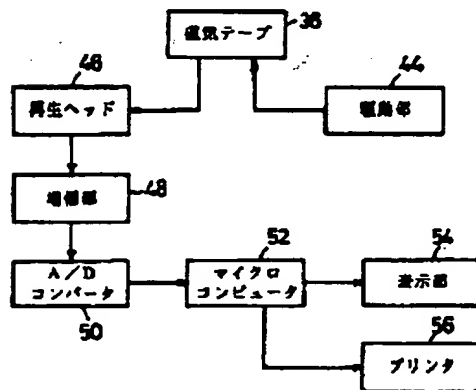 磁気テープ
36
再生ヘッド
46
駆動部
44
増幅部
48
A/D
コンバータ
50
マイクロ
コンピュータ
52
表示部
54
プリンタ
56